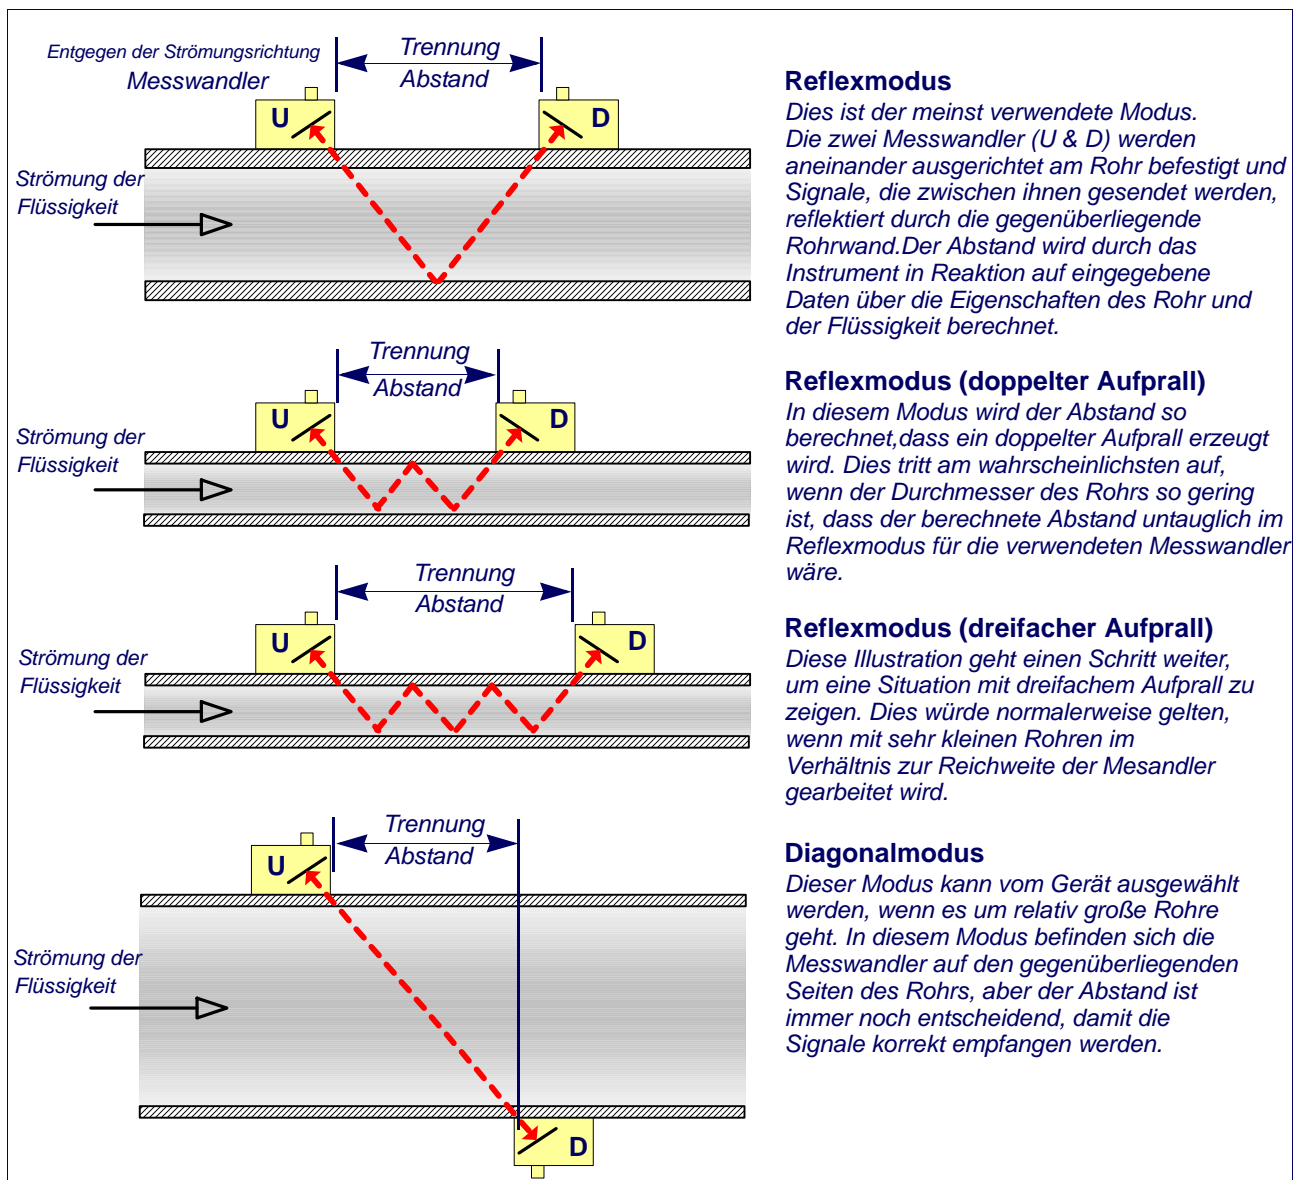 Entgegen der Strömungsrichtung
Messwandler
Trennung
Abstand
U
D
Strömung der
Flüssigkeit
Reflexmodus
Dies ist der meinst verwendete Modus.
Die zwei Messwandler (U & D) werden
aneinander ausgerichtet am Rohr befestigt und
Signale, die zwischen ihnen gesendet werden,
reflektiert durch die gegenüberliegende
Rohrwand.Der Abstand wird durch das
Instrument in Reaktion auf eingegebene
Daten über die Eigenschaften des Rohr und
der Flüssigkeit berechnet.
Trennung
Abstand
U
D
Strömung der
Flüssigkeit
Reflexmodus (doppelter Aufprall)
In diesem Modus wird der Abstand so
berechnet,dass ein doppelter Aufprall erzeugt
wird. Dies tritt am wahrscheinlichsten auf,
wenn der Durchmesser des Rohrs so gering
ist, dass der berechnete Abstand untauglich im
Reflexmodus für die verwendeten Messwandler
wäre.
Trennung
Abstand
U
D
Strömung der
Flüssigkeit
Reflexmodus (dreifacher Aufprall)
Diese Illustration geht einen Schritt weiter,
um eine Situation mit dreifachem Aufprall zu
zeigen. Dies würde normalerweise gelten,
wenn mit sehr kleinen Rohren im
Verhältnis zur Reichweite der Mesandler
gearbeitet wird.
Trennung
Abstand
U
D
Strömung der
Flüssigkeit
Diagonalmodus
Dieser Modus kann vom Gerät ausgewählt
werden, wenn es um relativ große Rohre
geht. In diesem Modus befinden sich die
Messwandler auf den gegenüberliegenden
Seiten des Rohrs, aber der Abstand ist
immer noch entscheidend, damit die
Signale korrekt empfangen werden.